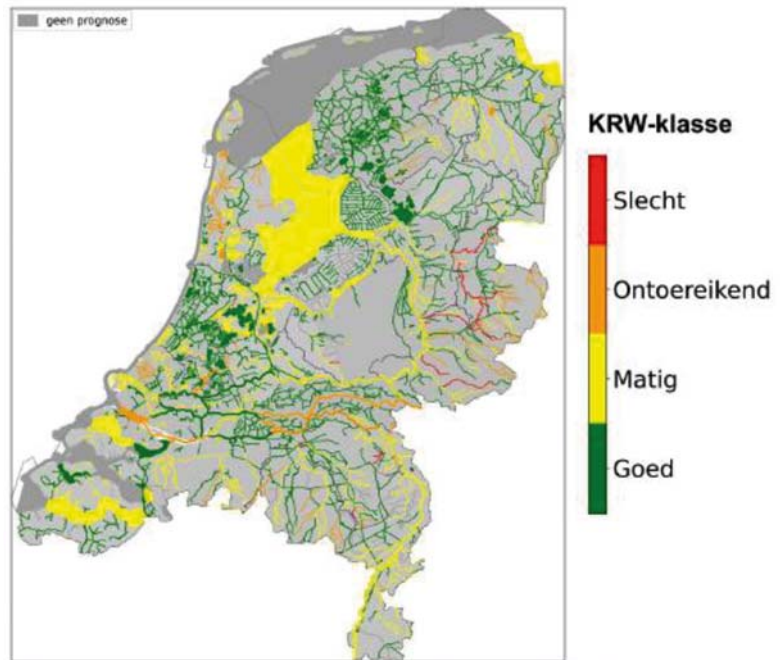 geen prognose
KRW-klasse
Slecht
Ontoereikend
Matig
Goed